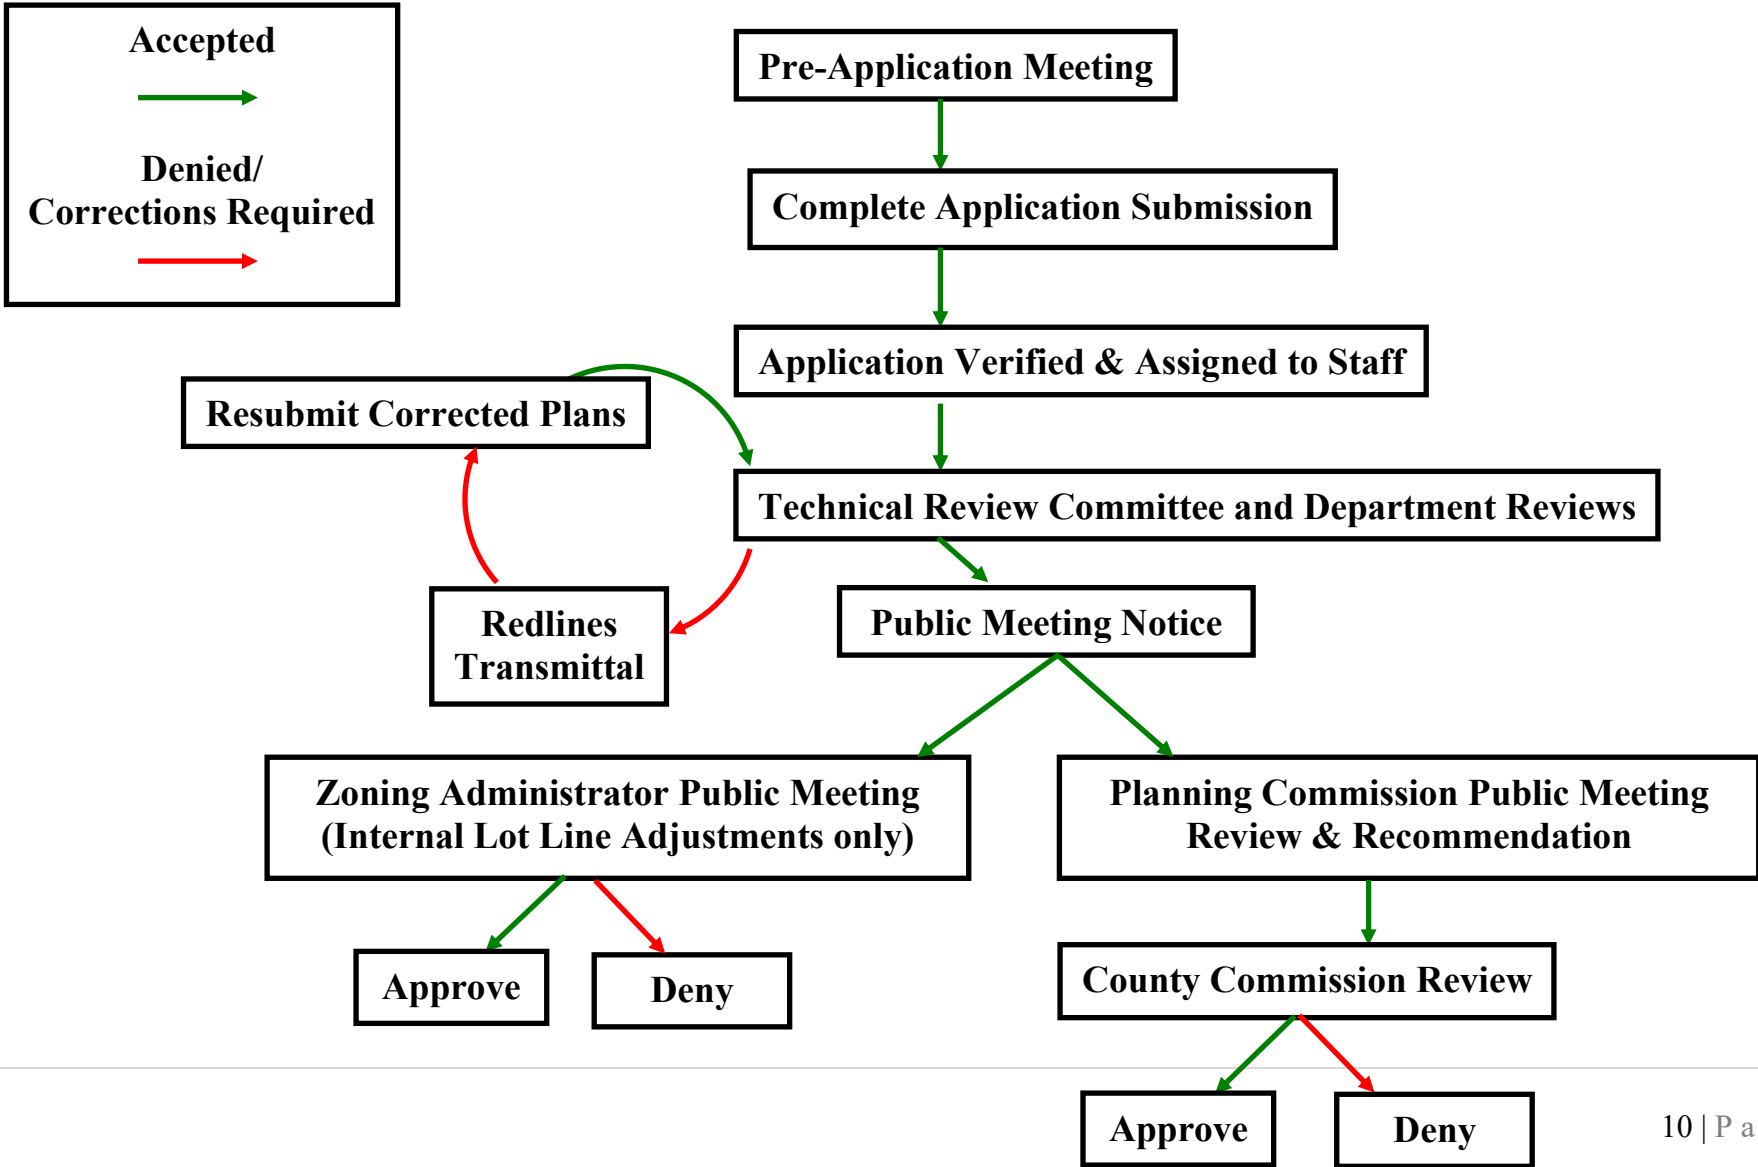 Accepted
Denied/
Corrections Required
Pre-Application Meeting
Complete Application Submission
Application Verified & Assigned to Staff
Resubmit Corrected Plans
Technical Review Committee and Department Reviews
Redlines
Transmittal
Public Meeting Notice
Zoning Administrator Public Meeting
(Internal Lot Line Adjustments only)
Planning Commission Public Meeting
Review & Recommendation
Approve
Deny
County Commission Review
Approve
Deny
10 | P a